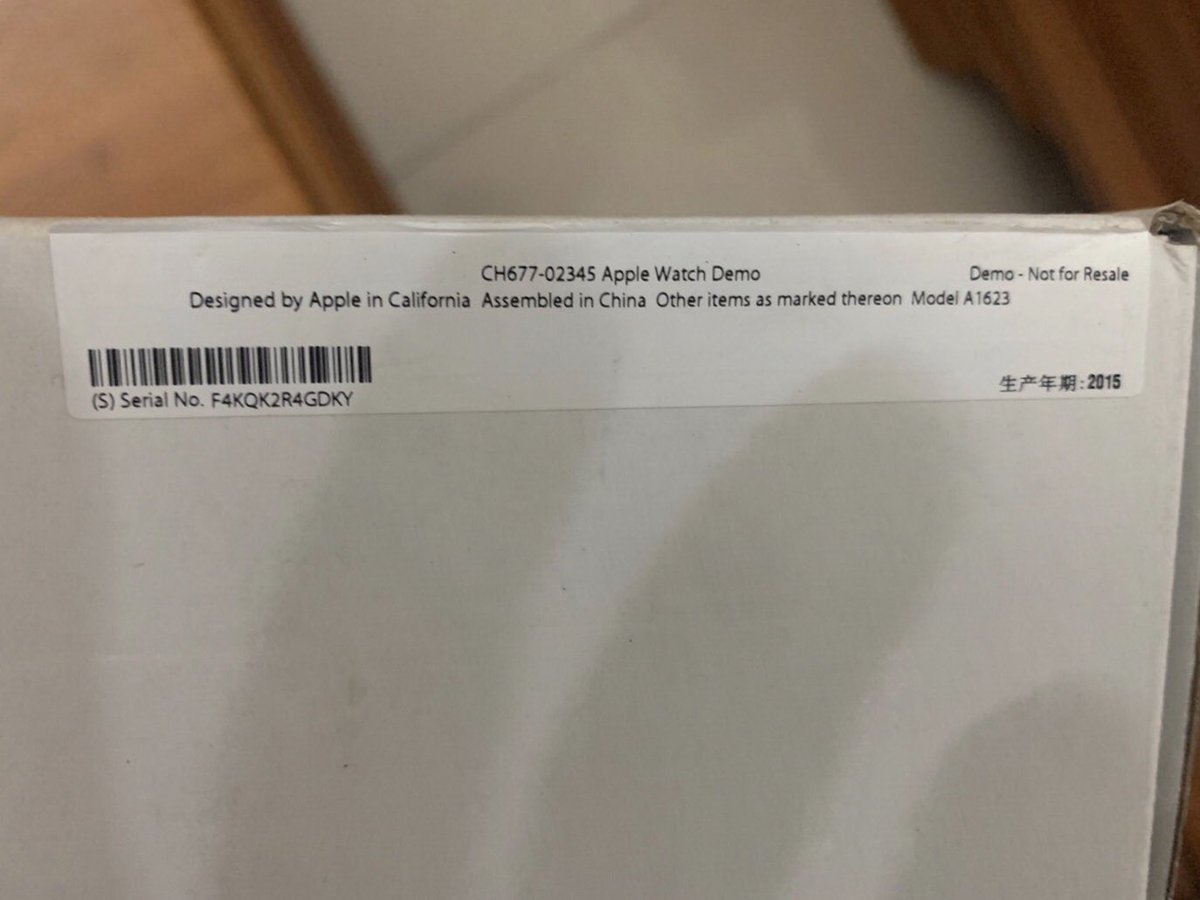 CH677-02345 Apple Watch Demo
Demo - Not for Resale
Designed by Apple in California Assembled in China Other items as marked thereon Model A1623
(S) Serial No. F4KQK2R4GDKY
生产年期:2015